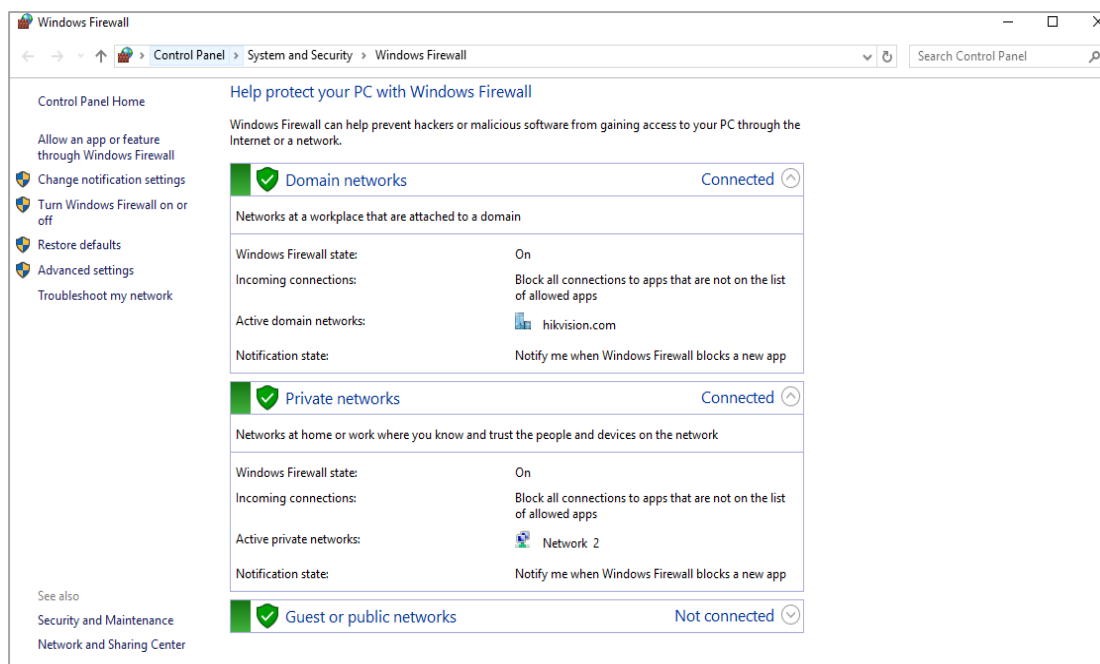 Windows Firewall
Control Panel > System and Security > Windows Firewall
Search Control Panel
Control Panel Home
Allow an app or feature
through Windows Firewall
Change notification settings
Turn Windows Firewall on or
off
Restore defaults
Advanced settings
Troubleshoot my network
See also
Security and Maintenance
Network and Sharing Center
Help protect your PC with Windows Firewall
Windows Firewall can help prevent hackers or malicious software from gaining access to your PC through the
Internet or a network.
Domain networks Connected
Networks at a workplace that are attached to a domain
Windows Firewall state: On
Incoming connections: Block all connections to apps that are not on the list
of allowed apps
Active domain networks: hikvision.com
Notification state: Notify me when Windows Firewall blocks a new app
Private networks Connected
Networks at home or work where you know and trust the people and devices on the network
Windows Firewall state: On
Incoming connections: Block all connections to apps that are not on the list
of allowed apps
Active private networks: Network 2
Notification state: Notify me when Windows Firewall blocks a new app
Guest or public networks Not connected